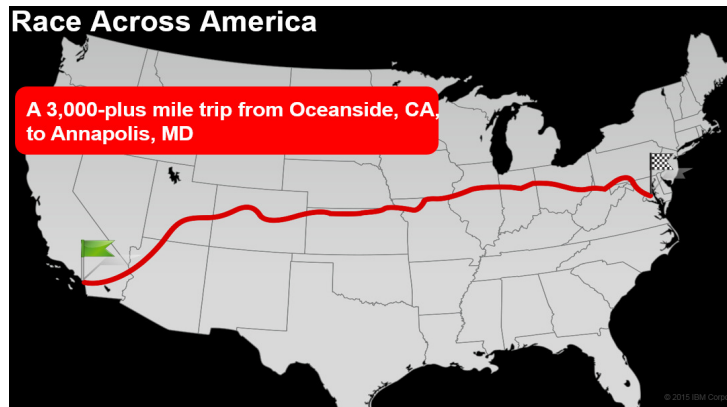 Race Across America
A 3,000-plus mile trip from Oceanside, CA,
to Annapolis, MD
© 2015 IBM Corp